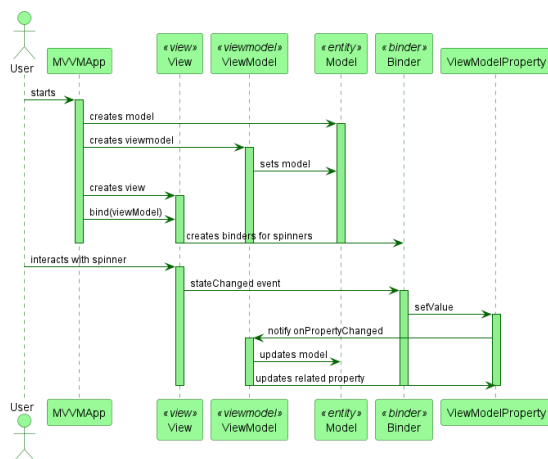 «view» «viewmodel» «entity» «binder»
User MVVMApp View ViewModel Model Binder ViewModelProperty
starts
creates model
creates viewmodel
sets model
creates view
bind(viewModel)
creates binders for spinners
interacts with spinner
stateChanged event
setValue
notify onPropertyChanged
updates model
updates related property
User MVVMApp «view» «viewmodel» «entity» «binder» ViewModelProperty
View ViewModel Model Binder